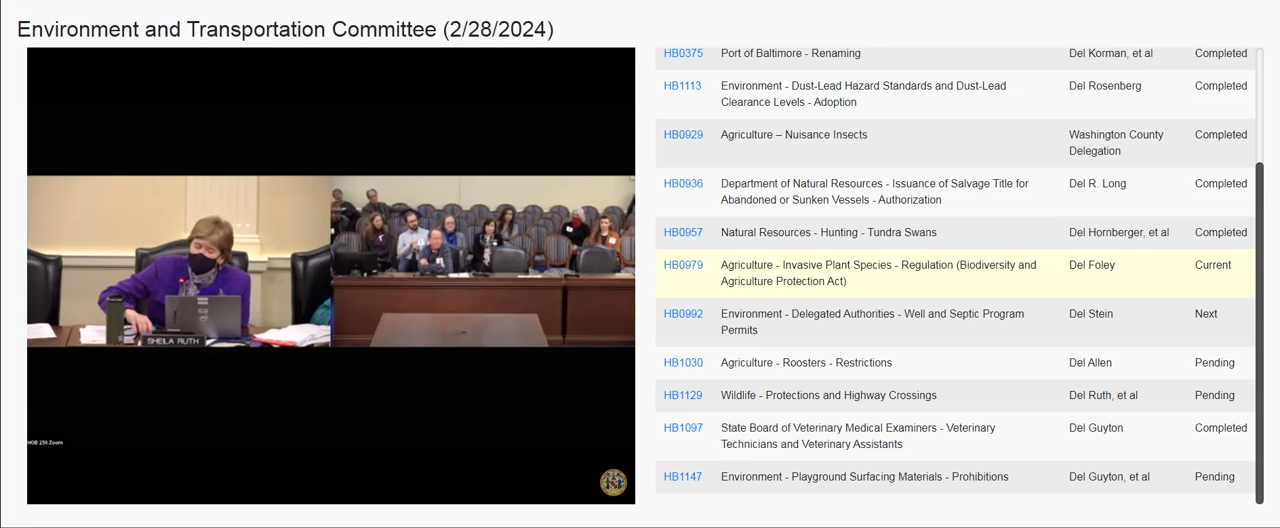 Environment and Transportation Committee (2/28/2024)
SHEILA RUTH
HOB 250 Zoom
HB0375 Port of Baltimore - Renaming Del Korman, et al Completed
HB1113 Environment - Dust-Lead Hazard Standards and Dust-Lead Del Rosenberg Completed
Clearance Levels - Adoption
HB0929 Agriculture – Nuisance Insects Washington County Completed
Delegation
HB0936 Department of Natural Resources - Issuance of Salvage Title for Del R. Long Completed
Abandoned or Sunken Vessels - Authorization
HB0957 Natural Resources - Hunting - Tundra Swans Del Hornberger, et al Completed
HB0979 Agriculture - Invasive Plant Species - Regulation (Biodiversity and Del Foley Current
Agriculture Protection Act)
HB0992 Environment - Delegated Authorities - Well and Septic Program Del Stein Next
Permits
HB1030 Agriculture - Roosters - Restrictions Del Allen Pending
HB1129 Wildlife - Protections and Highway Crossings Del Ruth, et al Pending
HB1097 State Board of Veterinary Medical Examiners - Veterinary Del Guyton Completed
Technicians and Veterinary Assistants
HB1147 Environment - Playground Surfacing Materials - Prohibitions Del Guyton, et al Pending